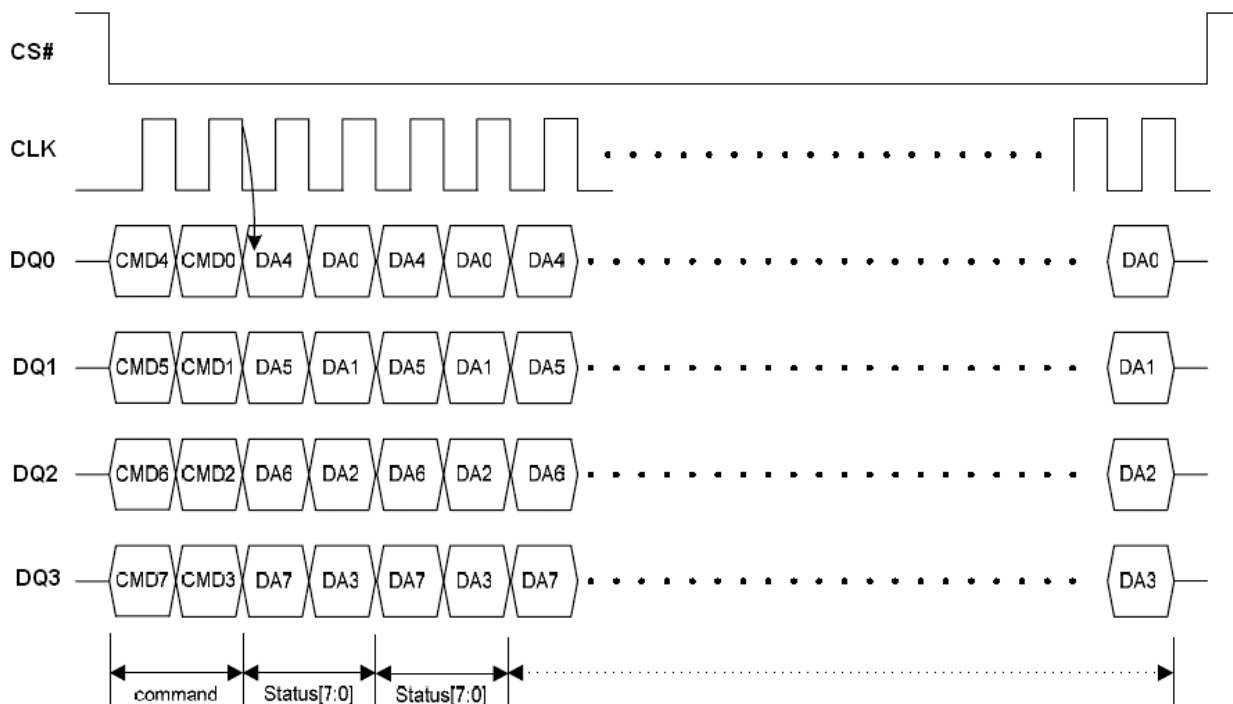 CS#
CLK
DQ0 CMD4 CMD0 DA4 DA0 DA4 DA0 DA4 DA0
DQ1 CMD5 CMD1 DA5 DA1 DA5 DA1 DA5 DA1
DQ2 CMD6 CMD2 DA6 DA2 DA6 DA2 DA6 DA2
DQ3 CMD7 CMD3 DA7 DA3 DA7 DA3 DA7 DA3
command Status[7:0] Status[7:0]